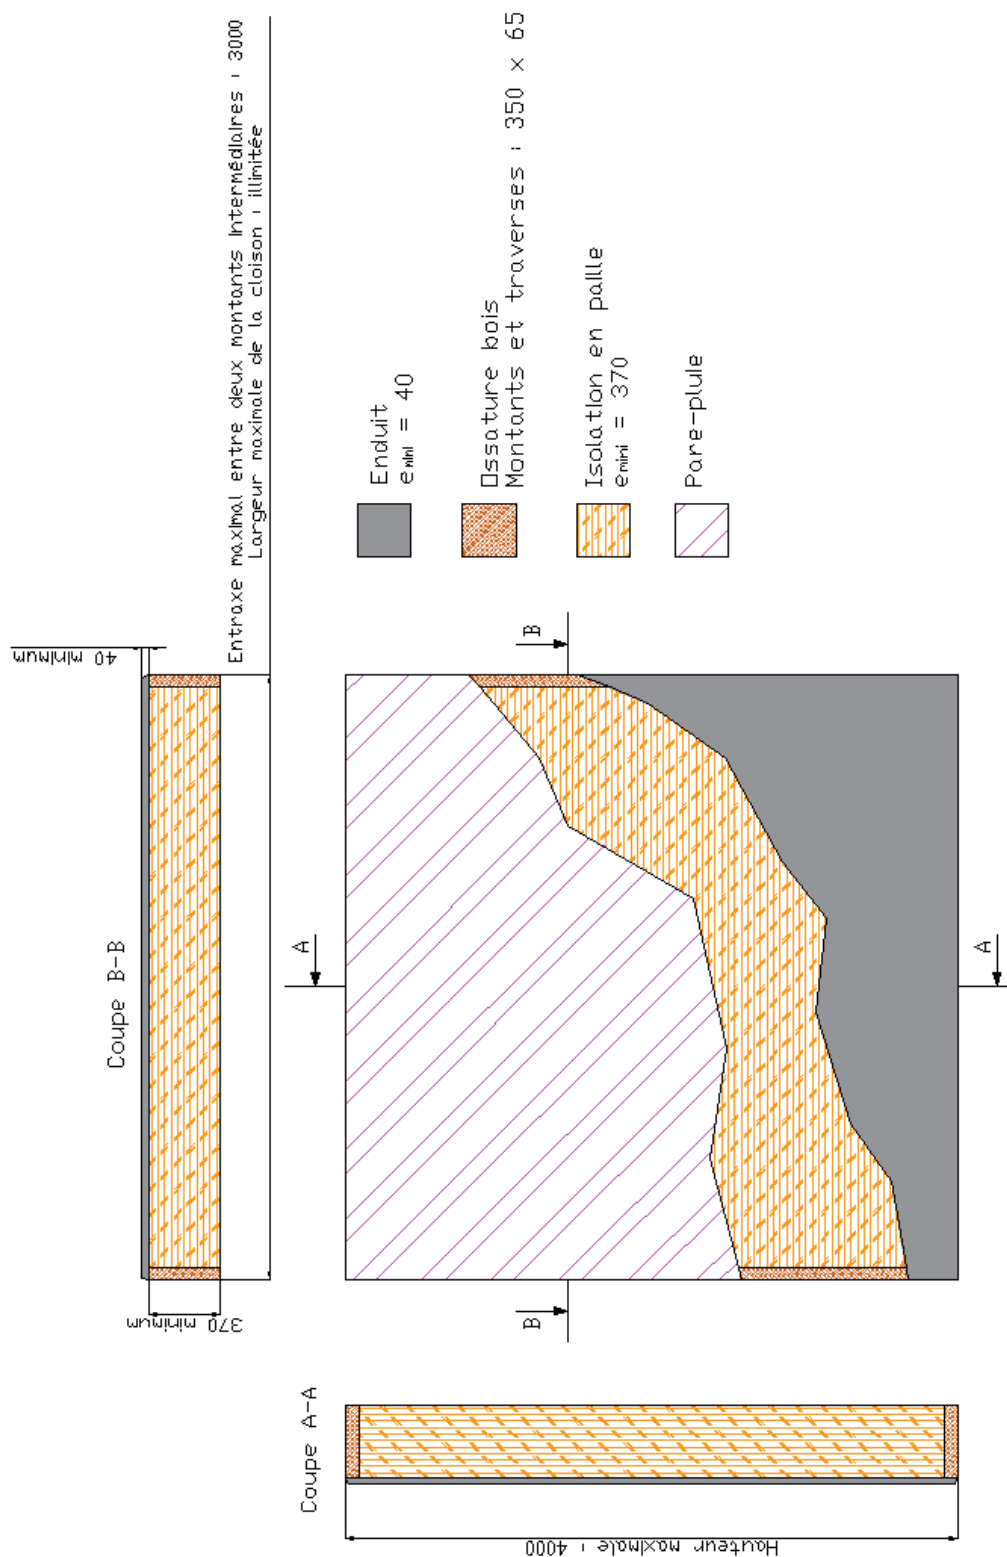 Coupe B-B
40 minimum
370 minimum
Entraxe maximal entre deux montants intermédiaires : 3000
Largeur maximale de la cloison : illimitée
Coupe A-A
Hauteur maximale : 4000
A
A
B
B
Enduit
emini = 40
Ossature bois
Montants et traverses : 350 x 65
Isolation en paille
emini = 370
Pare-pluie